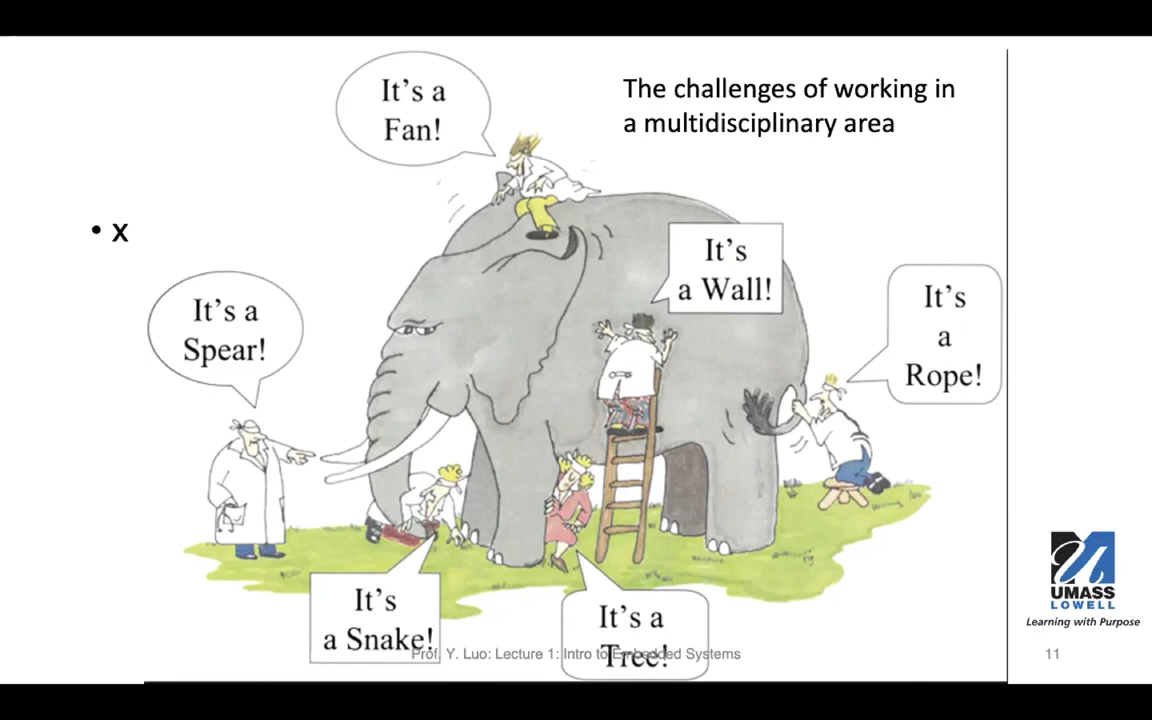 It's a
Fan!
The challenges of working in
a multidisciplinary area
• x
It's
a Wall!
It's a
Spear!
It's
a
Rope!
It's
a Snake!
It's a
Tree!
Prof. Y. Luo: Lecture 1: Intro to Embedded Systems
11
UMASS
LOWELL
Learning with Purpose